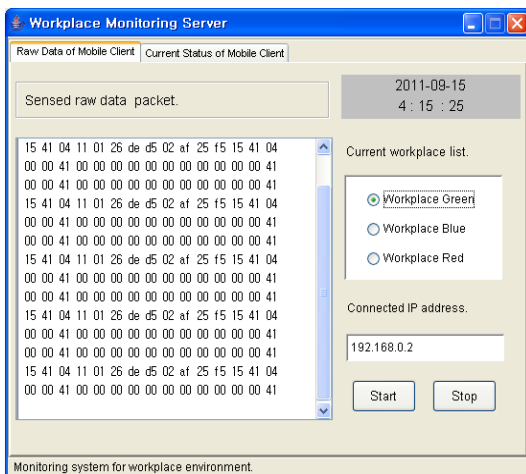 Workplace Monitoring Server
Raw Data of Mobile Client
Current Status of Mobile Client
Sensed raw data packet.
2011-09-15
4 : 15 : 25
15 41 04 11 01 26 de d5 02 af 25 f5 15 41 04
00 00 41 00 00 00 00 00 00 00 00 00 00 00 41
00 00 41 00 00 00 00 00 00 00 00 00 00 00 41
15 41 04 11 01 26 de d5 02 af 25 f5 15 41 04
00 00 41 00 00 00 00 00 00 00 00 00 00 00 41
00 00 41 00 00 00 00 00 00 00 00 00 00 00 41
15 41 04 11 01 26 de d5 02 af 25 f5 15 41 04
00 00 41 00 00 00 00 00 00 00 00 00 00 00 41
00 00 41 00 00 00 00 00 00 00 00 00 00 00 41
15 41 04 11 01 26 de d5 02 af 25 f5 15 41 04
00 00 41 00 00 00 00 00 00 00 00 00 00 00 41
00 00 41 00 00 00 00 00 00 00 00 00 00 00 41
15 41 04 11 01 26 de d5 02 af 25 f5 15 41 04
00 00 41 00 00 00 00 00 00 00 00 00 00 00 41
Current workplace list.
Workplace Green
Workplace Blue
Workplace Red
Connected IP address.
192.168.0.2
Start
Stop
Monitoring system for workplace environment.